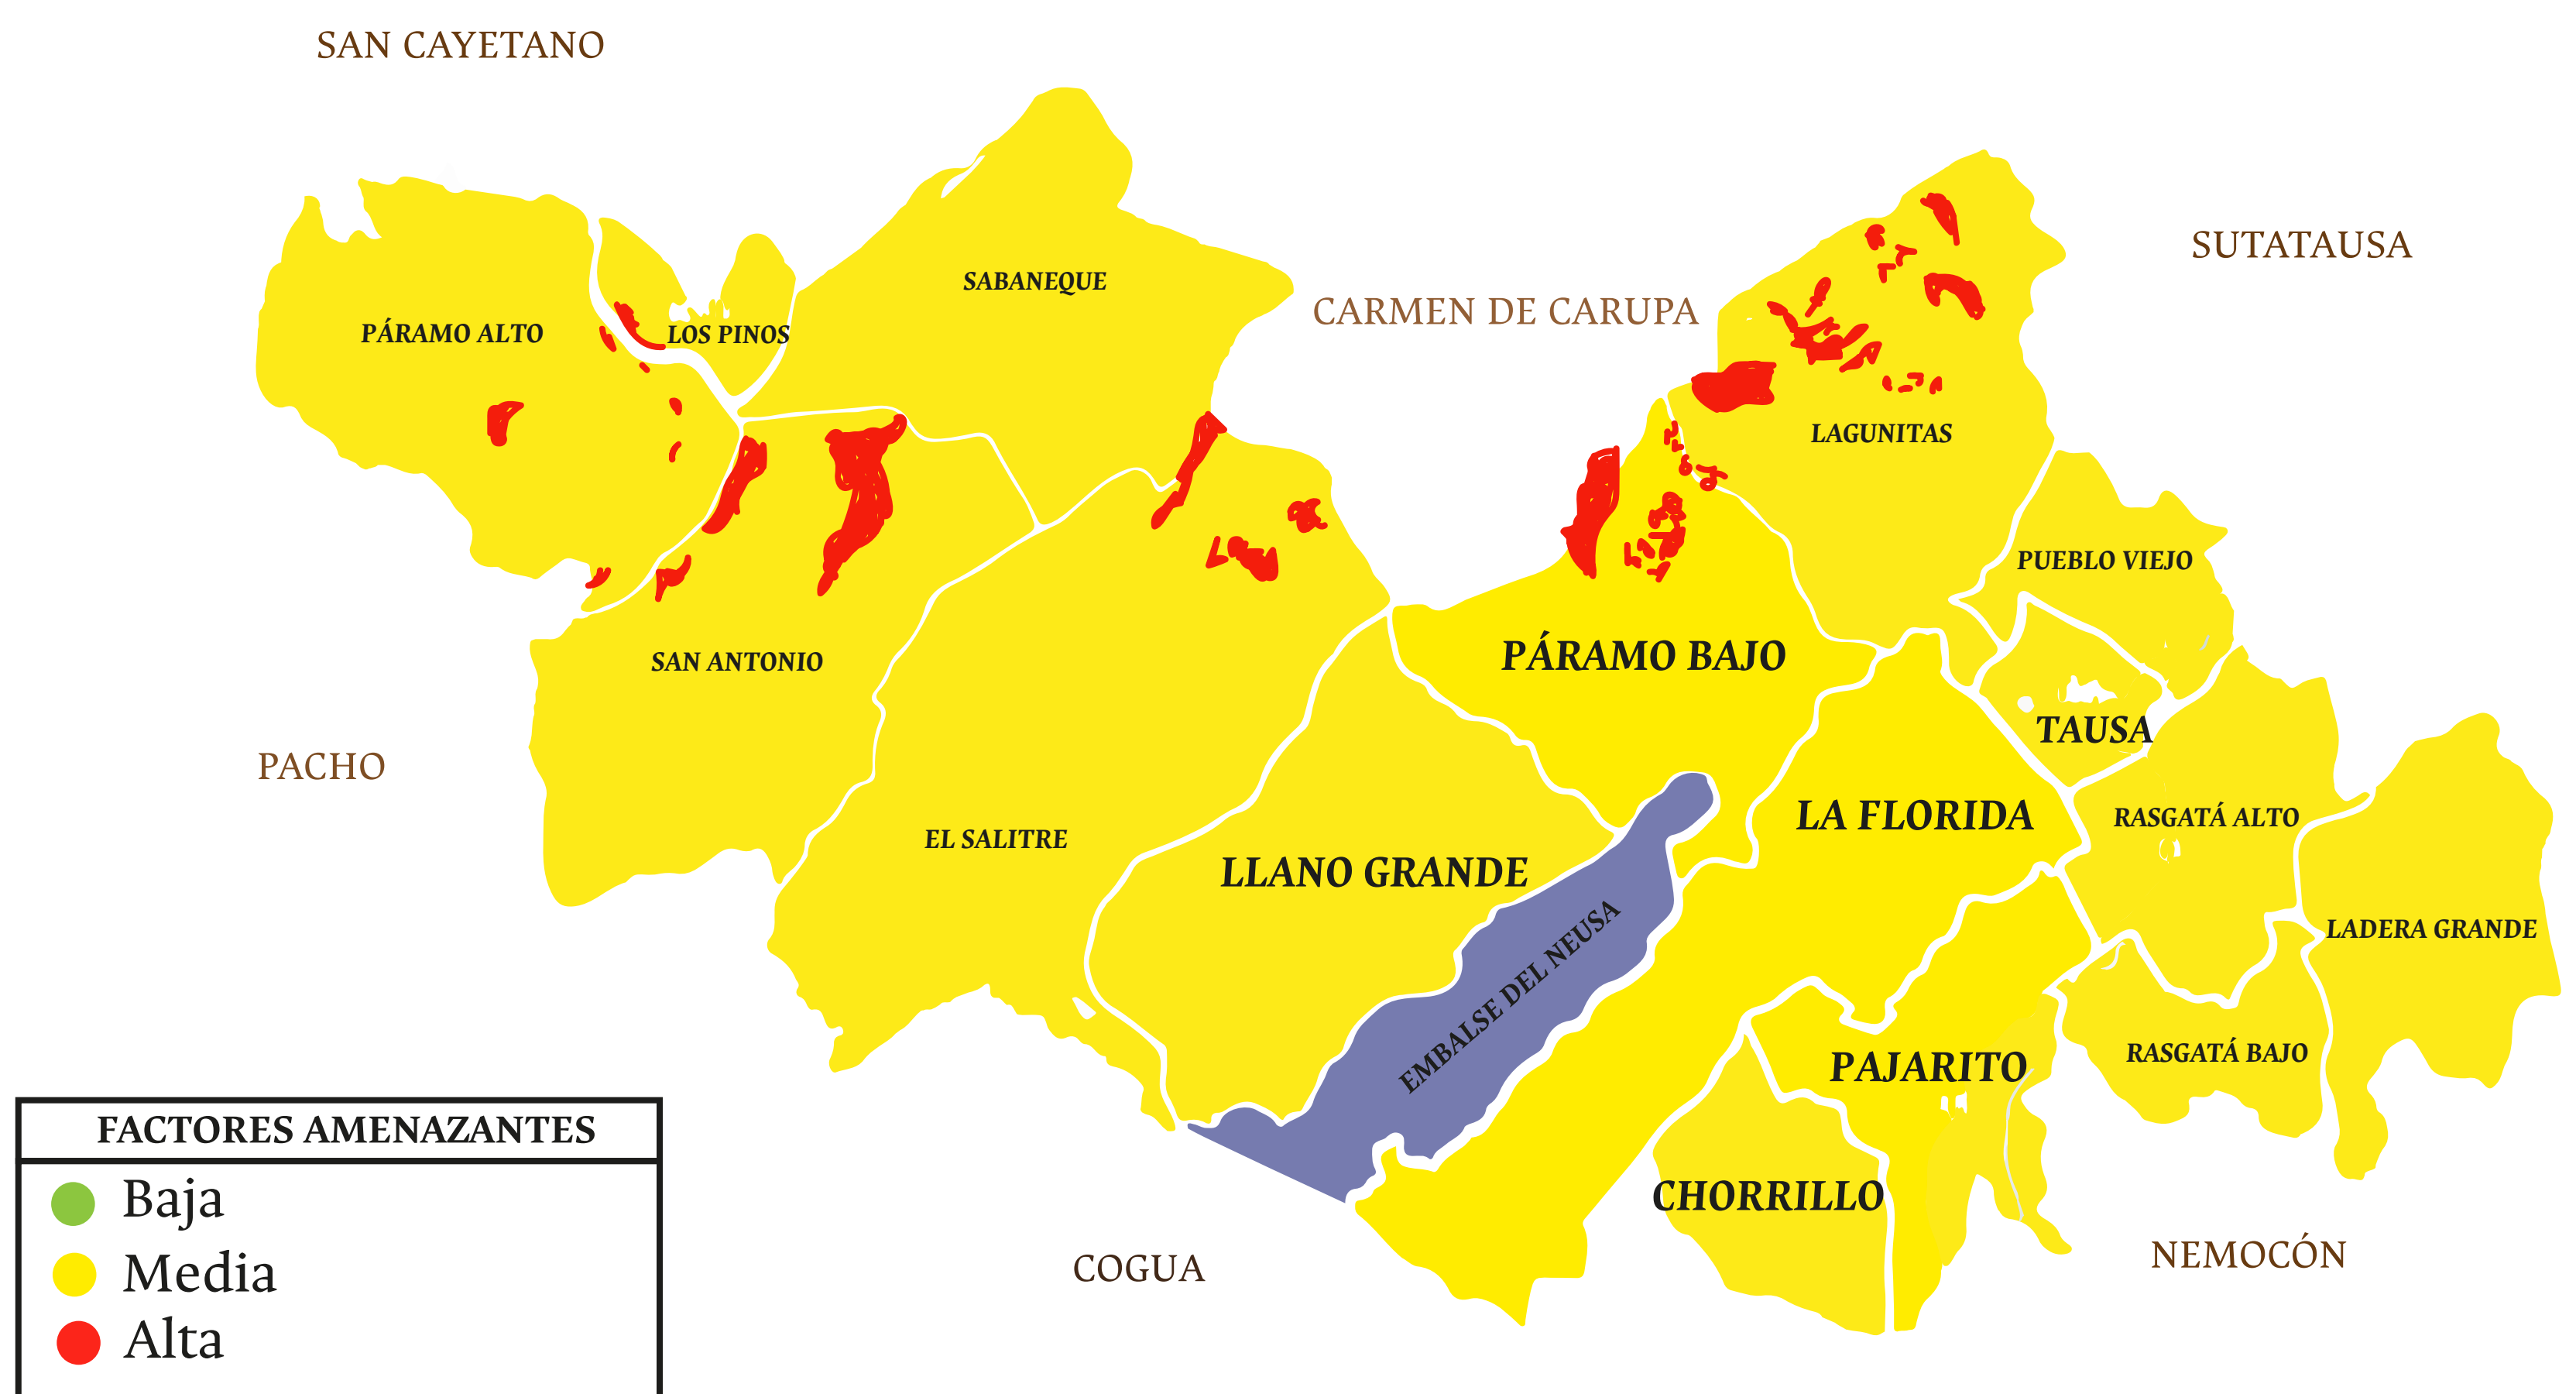 SAN CAYETANO
SUTATAUSA
SABANEQUE
CARMEN DE CARUPA
PÁRAMO ALTO
LOS PINOS
LAGUNITAS
PUEBLO VIEJO
PÁRAMO BAJO
SAN ANTONIO
TAUSA
PACHO
LA FLORIDA
RASGATÁ ALTO
EL SALITRE
LLANO GRANDE
LADERA GRANDE
EMBALSE DEL NEUSA
RASGATÁ BAJO
PAJARITO
CHORRILLO
NEMOCÓN
COGUA
FACTORES AMENAZANTES
Baja
Media
Alta